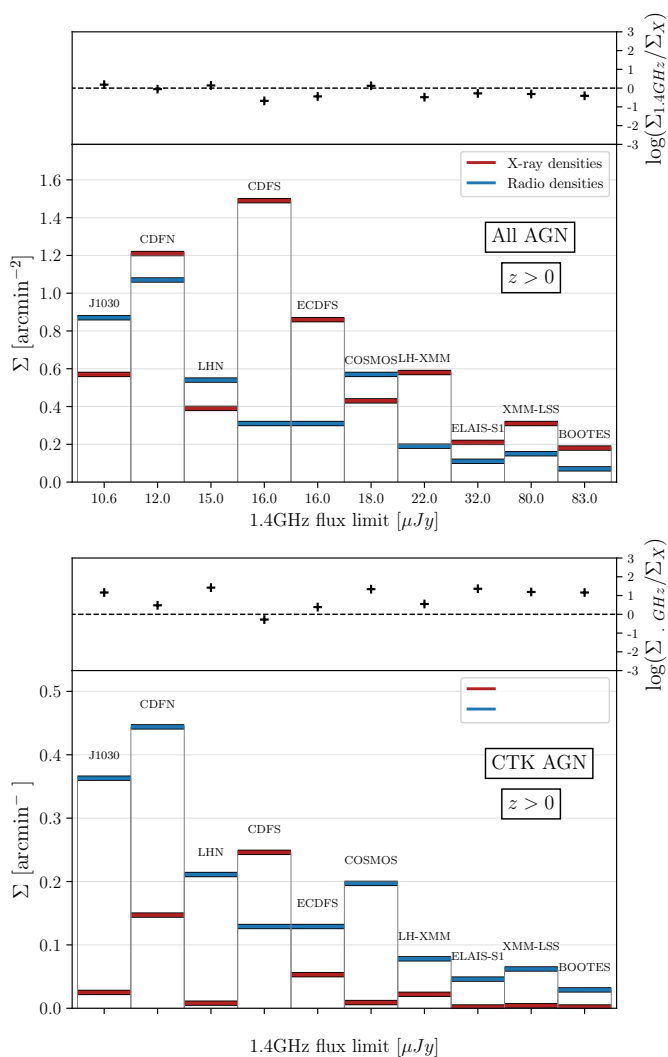 3
2
1
0
-1
-2
-3
log(Σ1.4GHz/ΣX)
X-ray densities
Radio densities
All AGN
z > 0
1.6
1.4
1.2
1.0
0.8
0.6
0.4
0.2
0.0
Σ [arcmin−2]
J1030
CDFN
LHN
CDFS
ECDFS
COSMOS
LH-XMM
ELAIS-S1
XMM-LSS
BOOTES
10.6 12.0 15.0 16.0 16.0 18.0 22.0 32.0 80.0 83.0
1.4GHz flux limit [μJy]
3
2
1
0
-1
-2
-3
log(Σ . GHz/ΣX)
CTK AGN
z > 0
0.5
0.4
0.3
0.2
0.1
0.0
Σ [arcmin−]
J1030
CDFN
LHN
CDFS
ECDFS
COSMOS
LH-XMM
ELAIS-S1
XMM-LSS
BOOTES
1.4GHz flux limit [μJy]